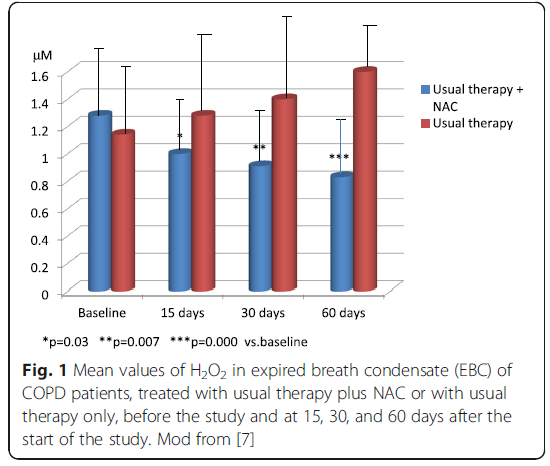 µM
1.6
1.4
1.2
1
0.8
0.6
0.4
0.2
0
*
**
***
Baseline
15 days
30 days
60 days
Usual therapy +
NAC
Usual therapy
*p=0.03 **p=0.007 ***p=0.000 vs.baseline
Fig. 1 Mean values of H₂O₂ in expired breath condensate (EBC) of
COPD patients, treated with usual therapy plus NAC or with usual
therapy only, before the study and at 15, 30, and 60 days after the
start of the study. Mod from [7]